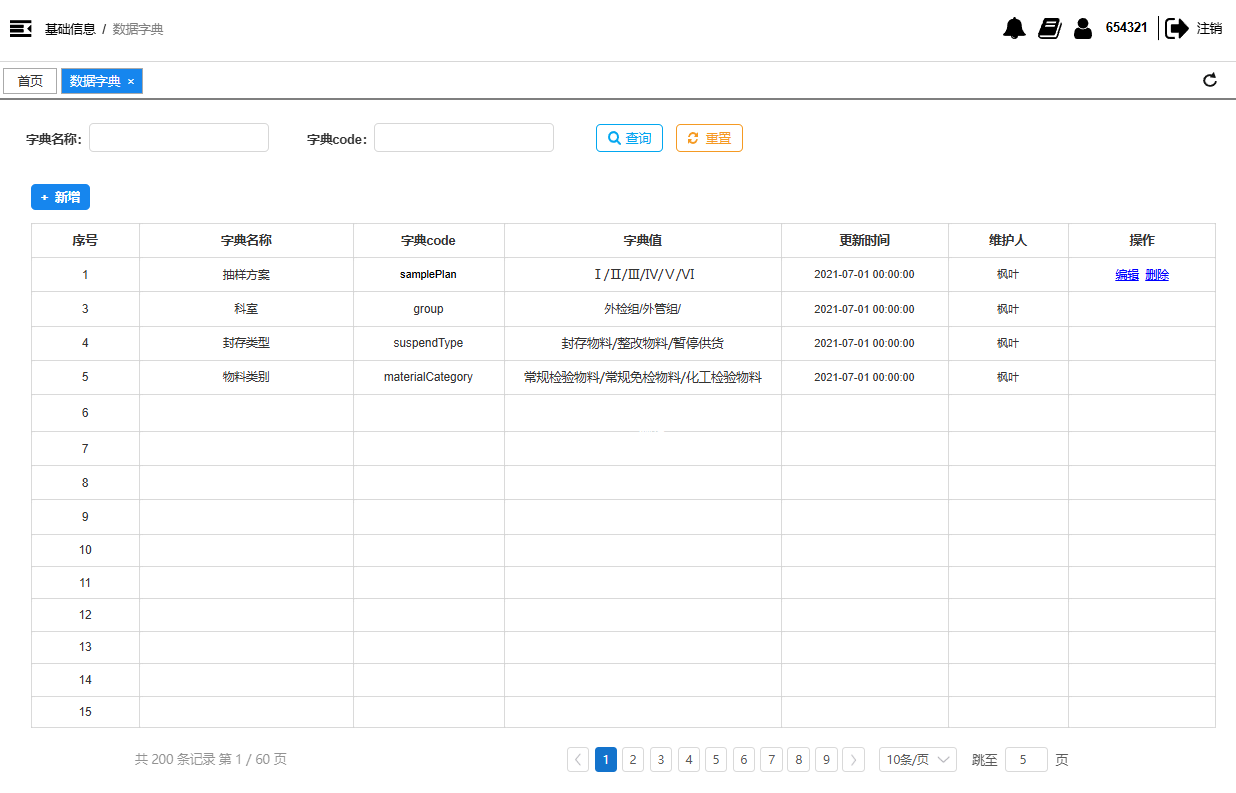 基础信息 / 数据字典 654321 注销
首页 数据字典 ×
字典名称: 字典code: 查询 重置
+ 新增
序号 字典名称 字典code 字典值 更新时间 维护人 操作
1 抽样方案 samplePlan Ⅰ/Ⅱ/Ⅲ/Ⅳ/Ⅴ/Ⅵ 2021-07-01 00:00:00 枫叶 编辑 删除
3 科室 group 外检组/外管组/ 2021-07-01 00:00:00 枫叶
4 封存类型 suspendType 封存物料/整改物料/暂停供货 2021-07-01 00:00:00 枫叶
5 物料类别 materialCategory 常规检验物料/常规免检物料/化工检验物料 2021-07-01 00:00:00 枫叶
6
7
8
9
10
11
12
13
14
15
共 200 条记录 第 1 / 60 页 1 2 3 4 5 6 7 8 9 10条/页 跳至 5 页